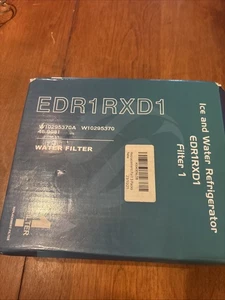 EDR1RXD1
W10295370A W10295370
WATER FILTER
Ice and Water Refrigerator
EDR1RXD1
Filter 1